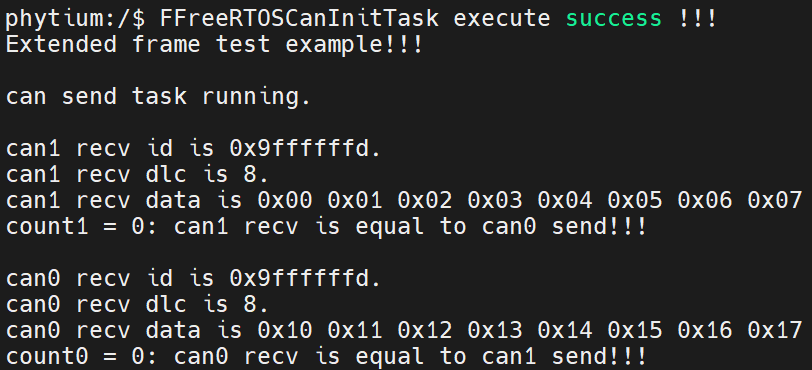 phytium:/$ FFreeRTOSCanInitTask execute success !!!
Extended frame test example!!!
can send task running.
can1 recv id is 0x9ffffffd.
can1 recv dlc is 8.
can1 recv data is 0x00 0x01 0x02 0x03 0x04 0x05 0x06 0x07
count1 = 0: can1 recv is equal to can0 send!!!
can0 recv id is 0x9ffffffd.
can0 recv dlc is 8.
can0 recv data is 0x10 0x11 0x12 0x13 0x14 0x15 0x16 0x17
count0 = 0: can0 recv is equal to can1 send!!!